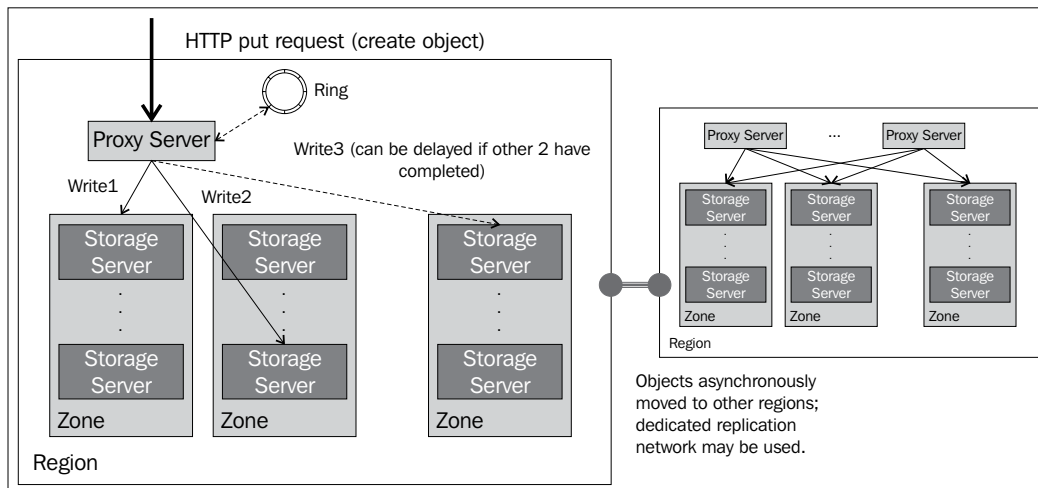 HTTP put request (create object)
Ring
Proxy Server
Write3 (can be delayed if other 2 have
completed)
Write1
Write2
Storage
Server
Storage
Server
Zone
Storage
Server
Storage
Server
Zone
Storage
Server
Storage
Server
Zone
Region
Proxy Server
...
Proxy Server
Storage
Server
Storage
Server
Zone
Storage
Server
Storage
Server
Zone
Storage
Server
Storage
Server
Zone
Region
Objects asynchronously
moved to other regions;
dedicated replication
network may be used.